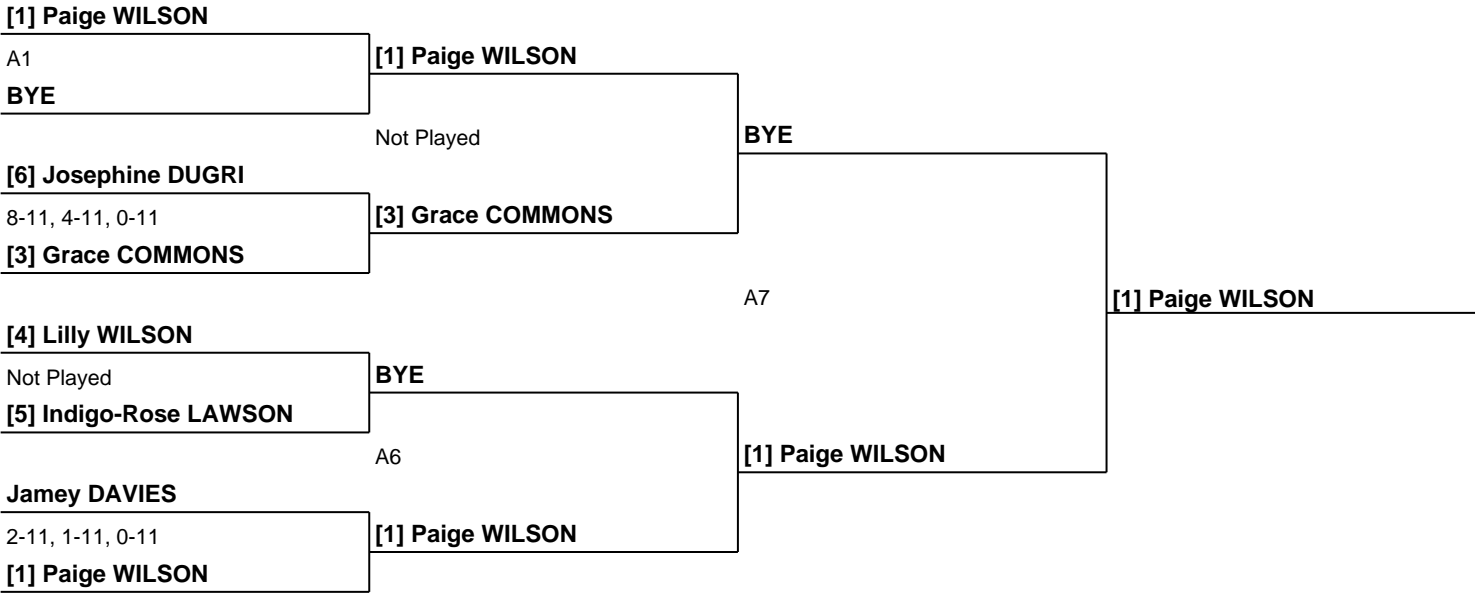 [1] Paige WILSON
A1
BYE
[1] Paige WILSON
Not Played
[6] Josephine DUGRI
8-11, 4-11, 0-11
[3] Grace COMMONS
[3] Grace COMMONS
BYE
A7
[1] Paige WILSON
[4] Lilly WILSON
Not Played
[5] Indigo-Rose LAWSON
BYE
A6
[1] Paige WILSON
Jamey DAVIES
2-11, 1-11, 0-11
[1] Paige WILSON
[1] Paige WILSON